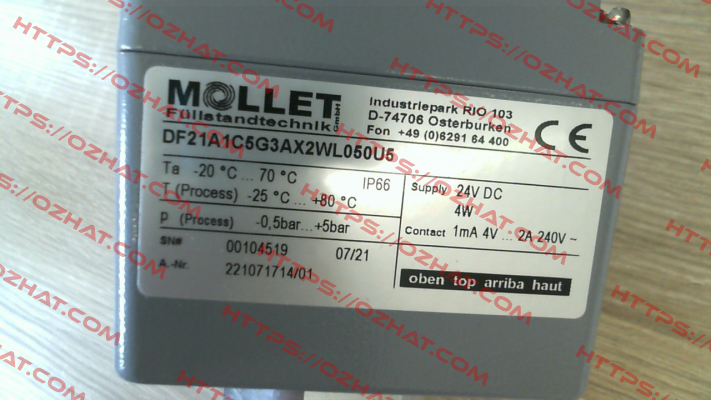 MOLLET
Füllstandtechnik GmbH
Industriepark RIO 103
D-74706 Osterburken
Fon +49 (0)6291 64 400
CE
DF21A1C5G3AX2WL050U5
Ta -20 °C ... 70 °C IP66
T (Process) -25 °C ... +80 °C
p (Process) -0,5bar...+5bar
SN# 00104519 07/21
A.-Nr. 221071714/01
Supply 24V DC
4W
Contact 1mA 4V ... 2A 240V ~
oben top arriba haut
HTTPS://OZHAT.COM